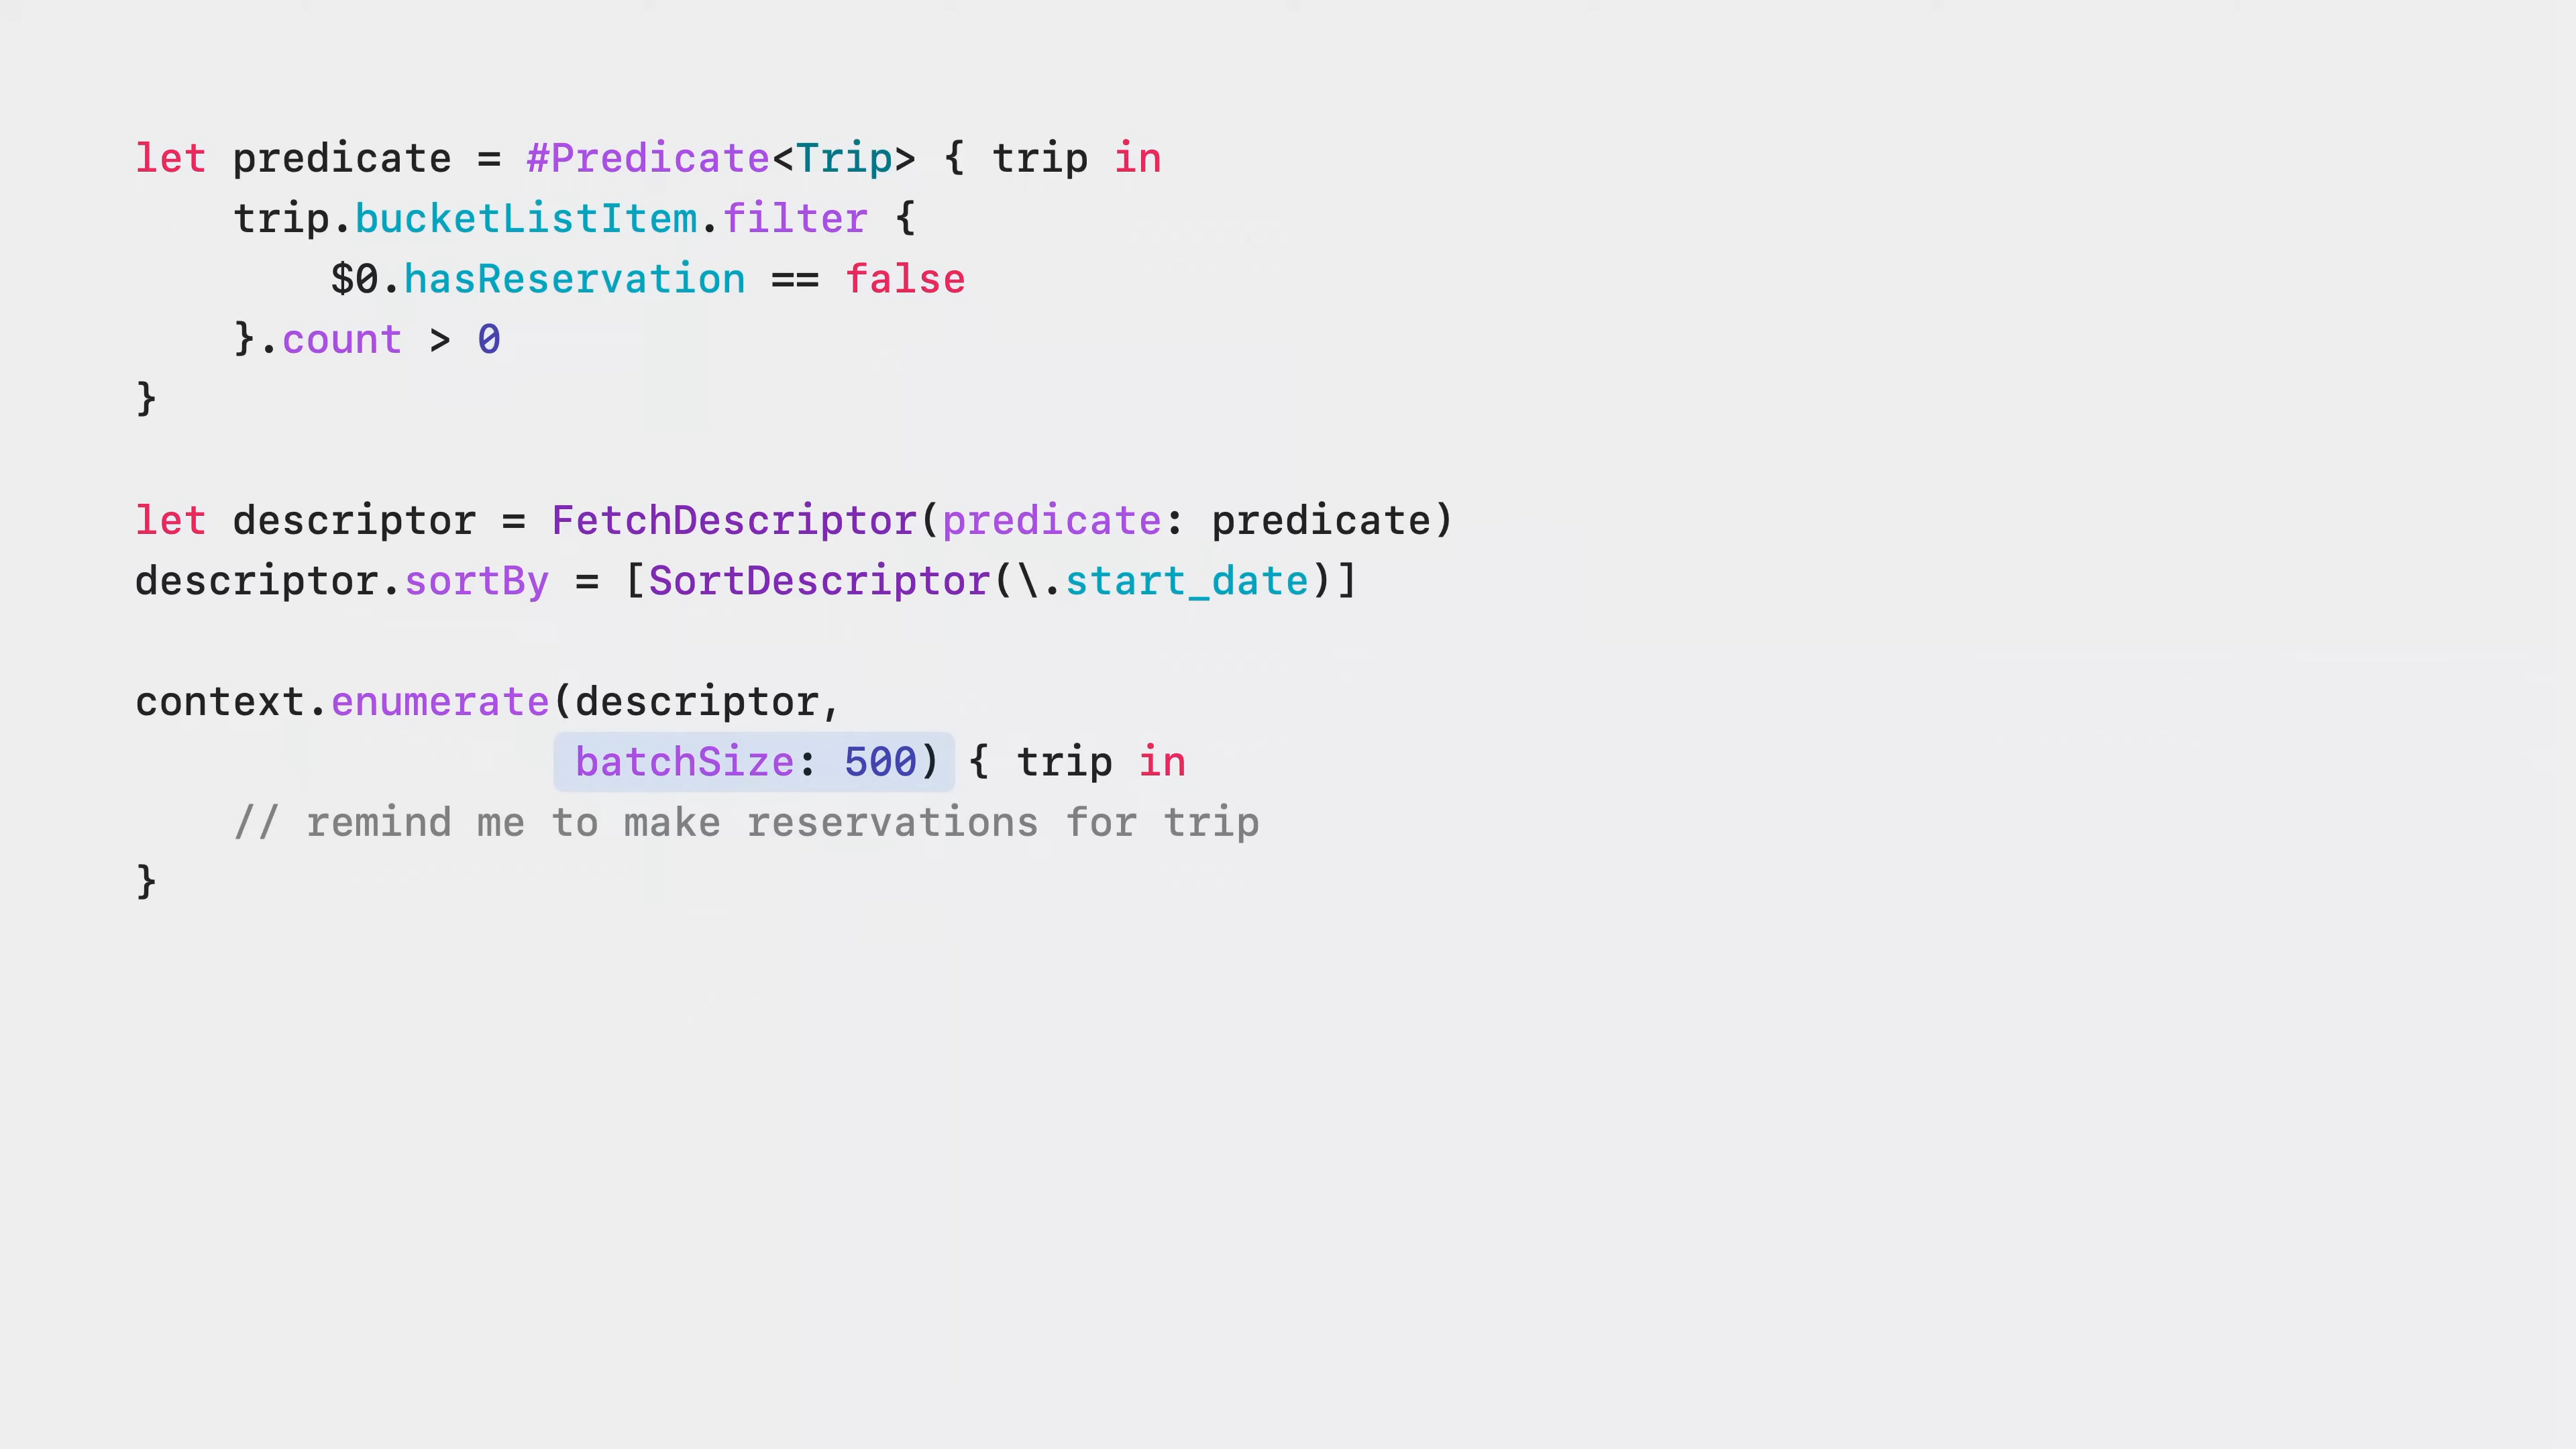 let predicate = #Predicate<Trip> { trip in
    trip.bucketListItem.filter {
        $0.hasReservation == false
    }.count > 0
}
let descriptor = FetchDescriptor(predicate: predicate)
descriptor.sortBy = [SortDescriptor(\.start_date)]
context.enumerate(descriptor,
                  batchSize: 500) { trip in
    // remind me to make reservations for trip
}